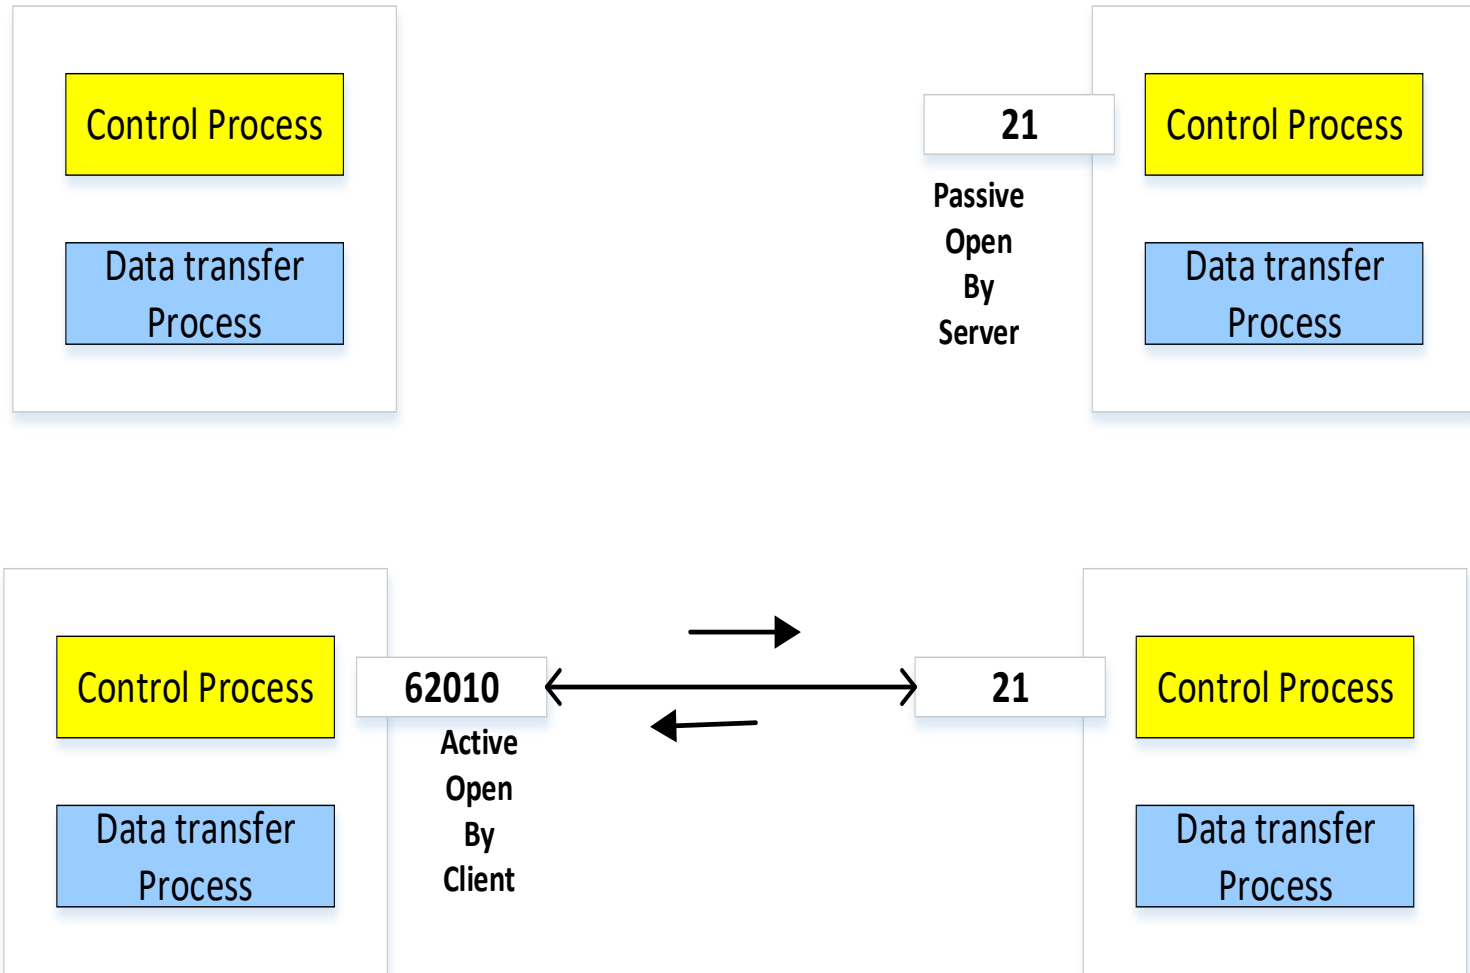 Control Process
Data transfer
Process
21
Passive
Open
By
Server
Control Process
Data transfer
Process
Control Process
Data transfer
Process
62010
Active
Open
By
Client
21
Control Process
Data transfer
Process